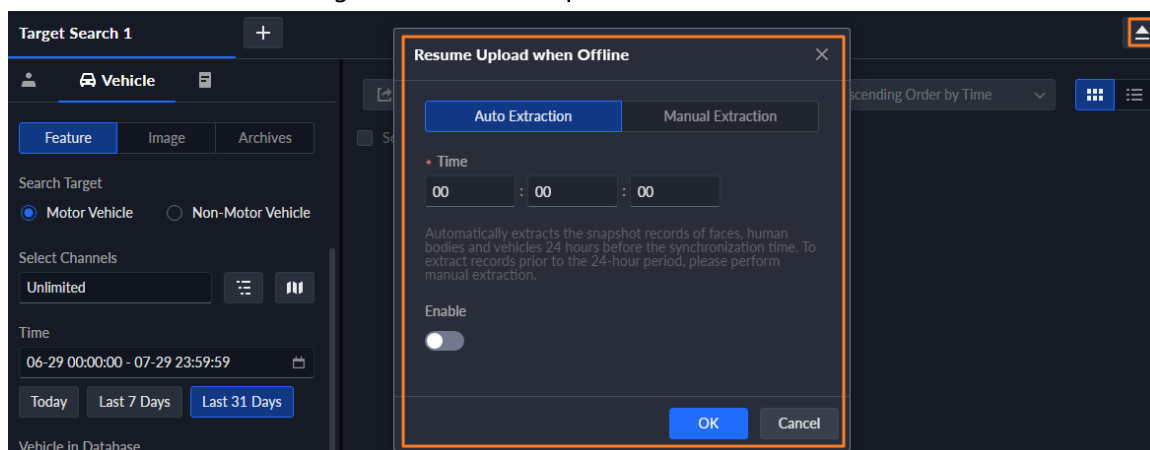 Target Search 1
+
Resume Upload when Offline
Vehicle
Auto Extraction
Manual Extraction
scending Order by Time
Feature
Image
Archives
Se
Time
00 : 00 : 00
Search Target
Motor Vehicle
Non-Motor Vehicle
Automatically extracts the snapshot records of faces, human
bodies and vehicles 24 hours before the synchronization time. To
extract records prior to the 24-hour period, please perform
manual extraction.
Select Channels
Unlimited
Enable
Time
06-29 00:00:00 - 07-29 23:59:59
Today
Last 7 Days
Last 31 Days
OK
Cancel
Vehicle in Database